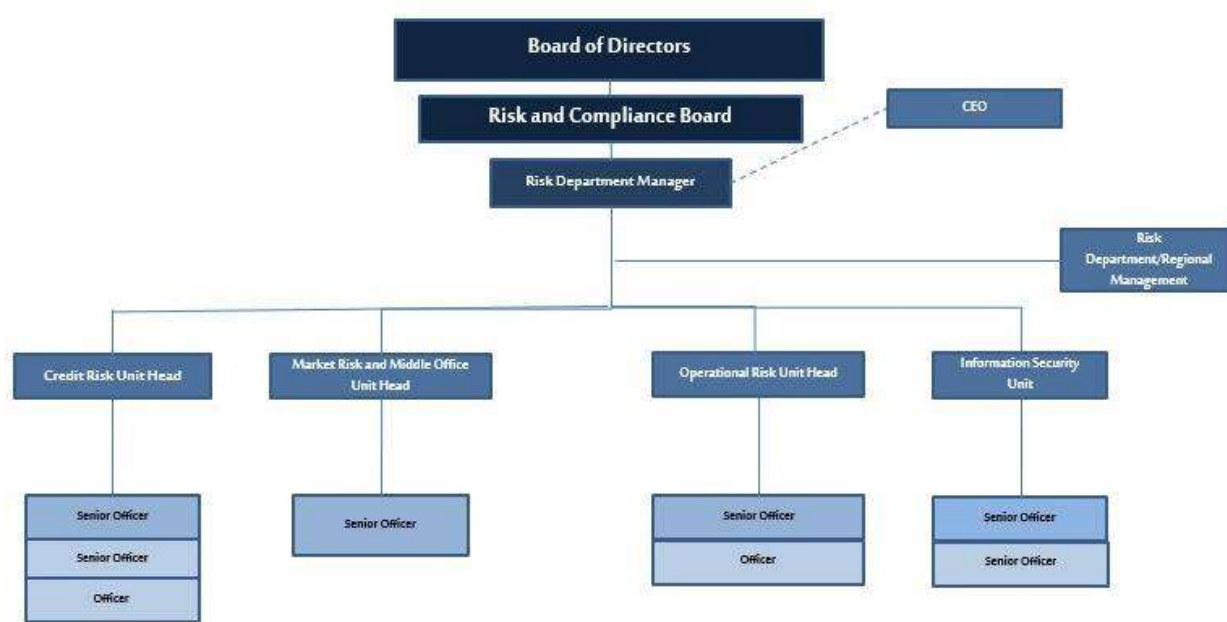 Board of Directors
Risk and Compliance Board
CEO
Risk Department Manager
Risk
Department/Regional
Management
Credit Risk Unit Head
Market Risk and Middle Office
Unit Head
Operational Risk Unit Head
Information Security
Unit
Senior Officer
Senior Officer
Officer
Senior Officer
Senior Officer
Officer
Senior Officer
Senior Officer